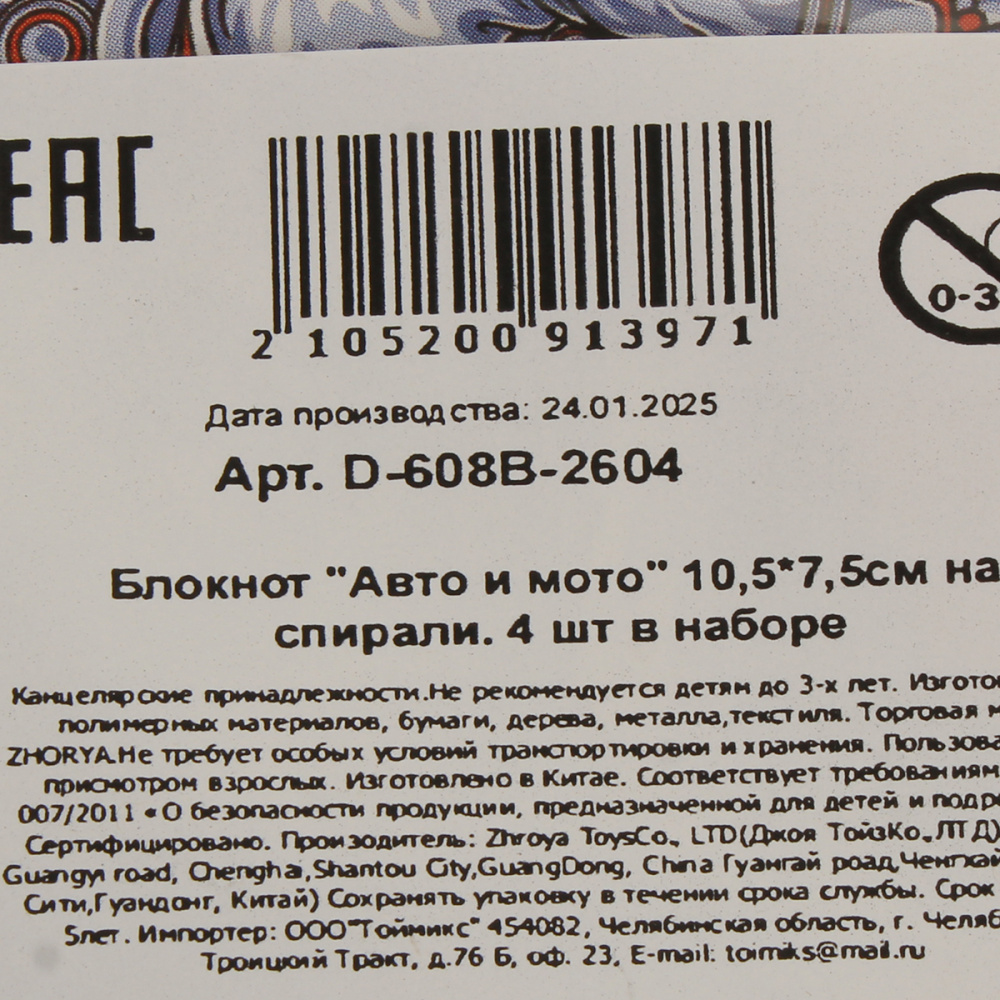 EAC
2 105200 913971
0-3
Дата производства: 24.01.2025
Арт. D-608B-2604
Блокнот "Авто и мото" 10,5*7,5см на
спирали. 4 шт в наборе
Канцелярские принадлежности.Не рекомендуется детям до 3-х лет. Изгото
полимерных материалов, бумаги, дерева, металла,текстиля. Торговая м
ZHORYA.Не требует особых условий транспортировки и хранения. Пользова
присмотром взрослых. Изготовлено в Китае. Соответствует требованиям
007/2011 «О безопасности продукции, предназначенной для детей и подр
Сертифицировано. Произодитель: Zhroya ToysCo., LTD(Джоя ТойзКо.,ЛТД)
Guangyi road, Chenghai,Shantou City,GuangDong, China Гуангай роад,Ченгхай
Сити,Гуандонг, Китай) Сохранять упаковку в течении срока службы. Срок
5лет. Импортер: ООО"Тоймикс" 454082, Челябинская область, г. Челяб
Троицкий Тракт, д.76 Б, оф. 23, E-mail: toimiks@mail.ru